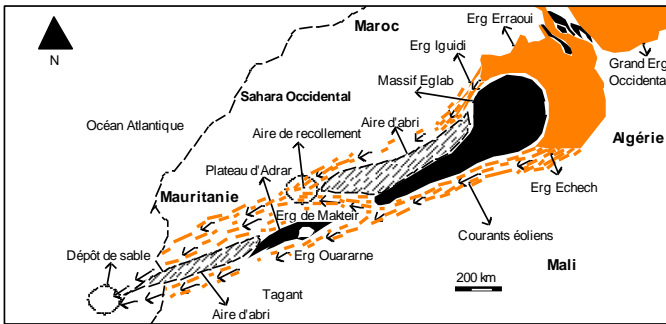 Maroc
Erg Erraoui
Erg Iguidi
Grand Erg
Occidental
Massif Eglab
N
Sahara Occidental
Océan Atlantique
Aire de recollement
Aire d'abri
Algérie
Plateau d'Adrar
Mauritanie
Erg Echech
Erg de Makteir
Courants éoliens
Dépôt de sable
Erg Ouararne
Mali
200 km
Tagant
Aire d'abri